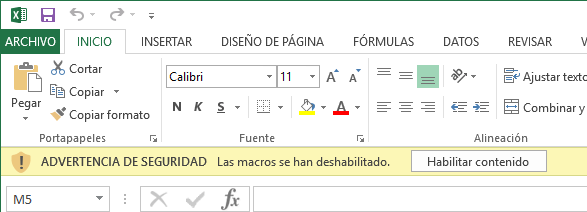 ARCHIVO INICIO INSERTAR DISEÑO DE PÁGINA FÓRMULAS DATOS REVISAR V
Cortar
Copiar
Copiar formato
Pegar
Portapapeles
Calibri 11 A A
N K S A
Fuente
Ajustar texto
Combinar y
Alineación
ADVERTENCIA DE SEGURIDAD Las macros se han deshabilitado. Habilitar contenido
M5 fx